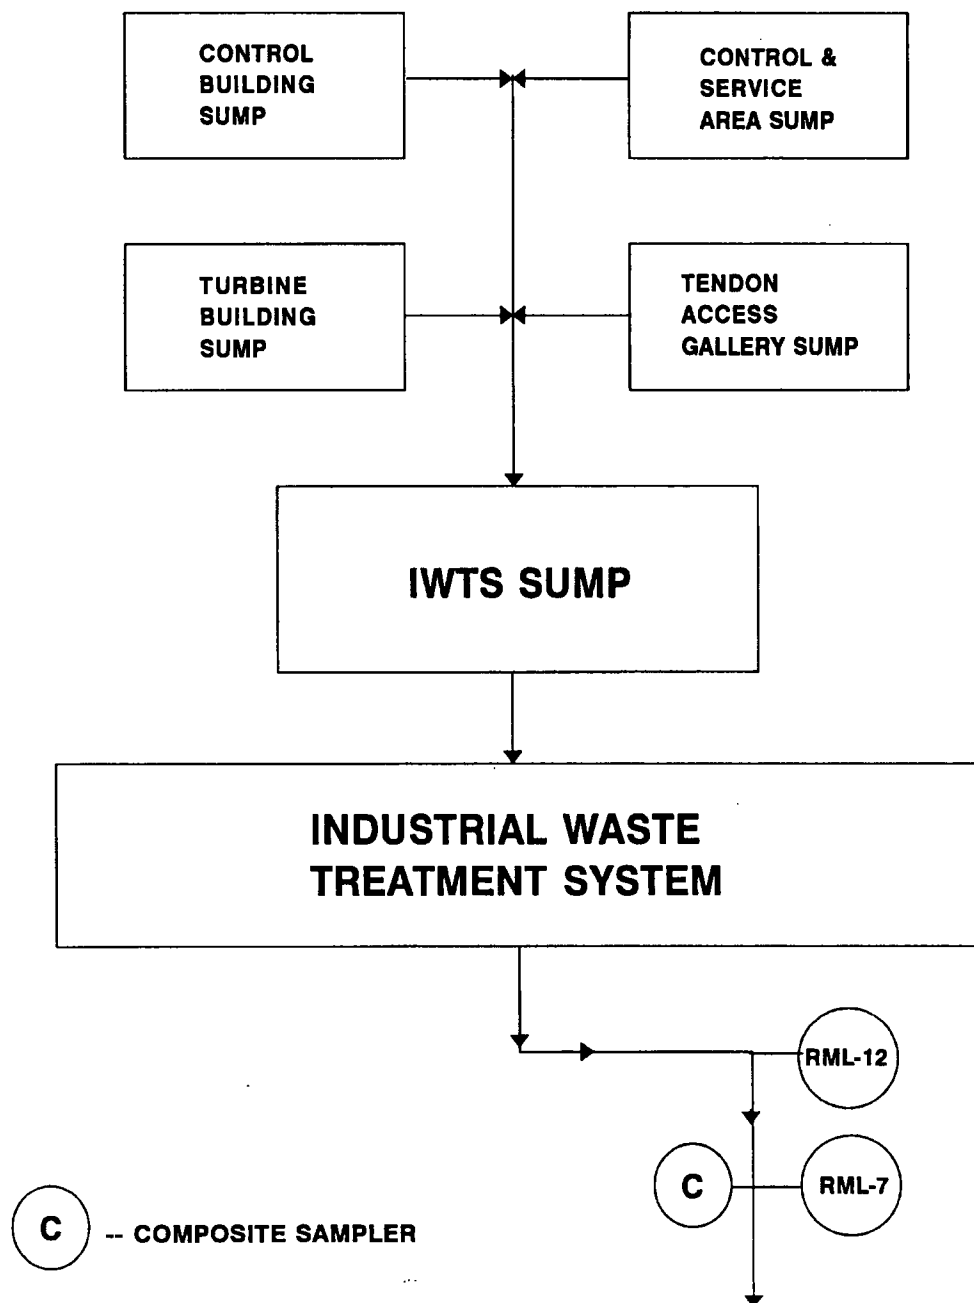 CONTROL
BUILDING
SUMP
CONTROL &
SERVICE
AREA SUMP
TURBINE
BUILDING
SUMP
TENDON
ACCESS
GALLERY SUMP
IWTS SUMP
INDUSTRIAL WASTE
TREATMENT SYSTEM
RML-12
C
RML-7
C -- COMPOSITE SAMPLER